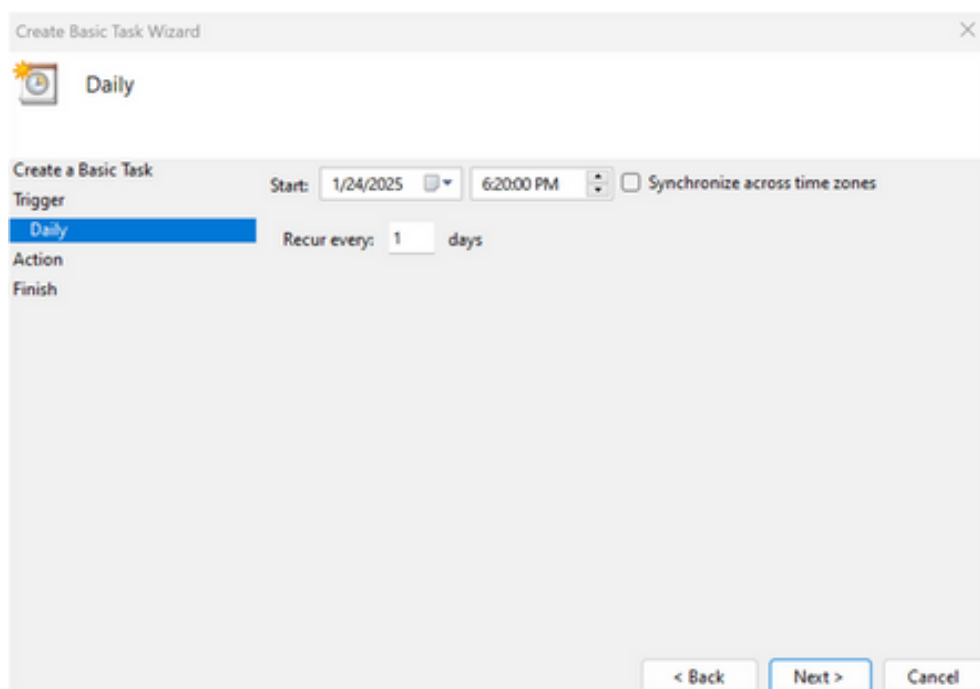 Create Basic Task Wizard
Daily
Create a Basic Task
Trigger
Daily
Action
Finish
Start: 1/24/2025 6:20:00 PM Synchronize across time zones
Recur every: 1 days
< Back Next > Cancel